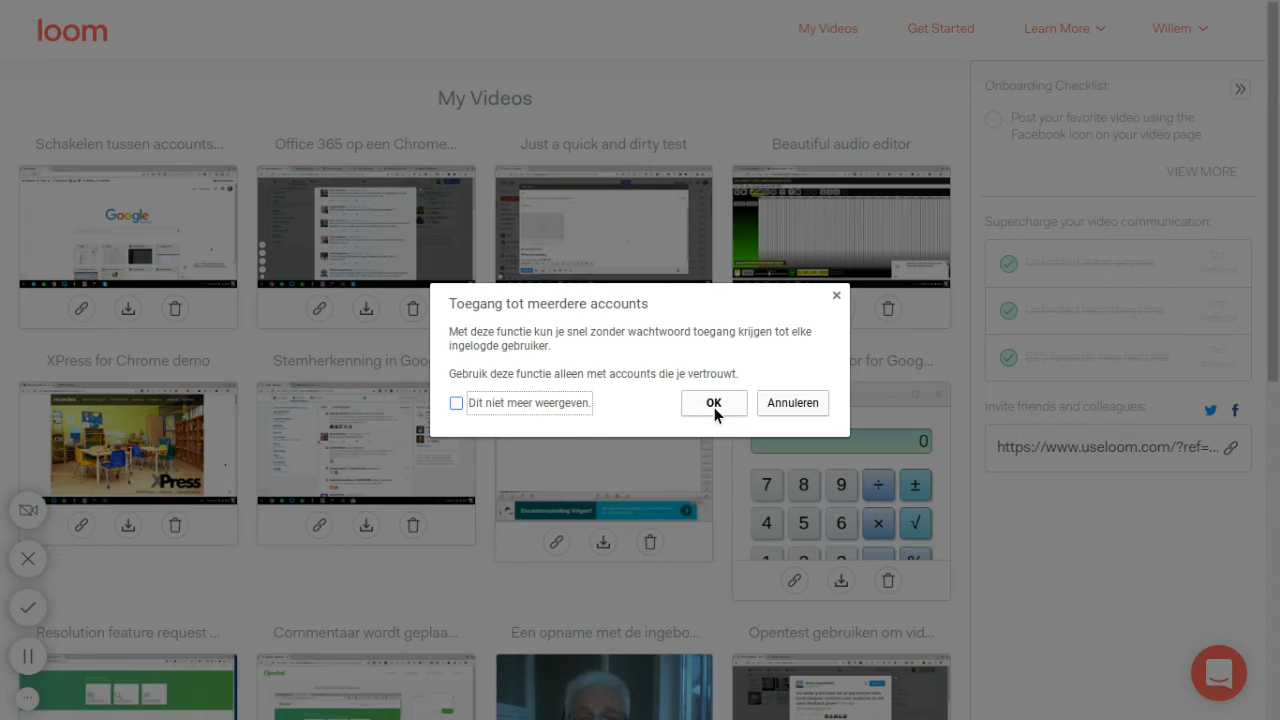 loom
My Videos
Get Started
Learn More
Willem
My Videos
Onboarding Checklist:
Post your favorite video using the
Facebook icon on your video page
VIEW MORE
Supercharge your video communication:
Schakelen tussen accounts...
Office 365 op een Chrome...
Just a quick and dirty test
Beautiful audio editor
Google
Toegang tot meerdere accounts
Met deze functie kun je snel zonder wachtwoord toegang krijgen tot elke
ingelogde gebruiker.
Gebruik deze functie alleen met accounts die je vertrouwt.
Dit niet meer weergeven.
OK
Annuleren
Invite friends and colleagues:
https://www.useloom.com/?ref=...
XPress for Chrome demo
Stemherkenning in Goo
or for Goog...
XPress
0
7 8 9 ÷ ±
4 5 6 × √
Resolution feature request ...
Commentaar wordt geplaa...
Een opname met de ingebo...
Opentest gebruiken om vid...